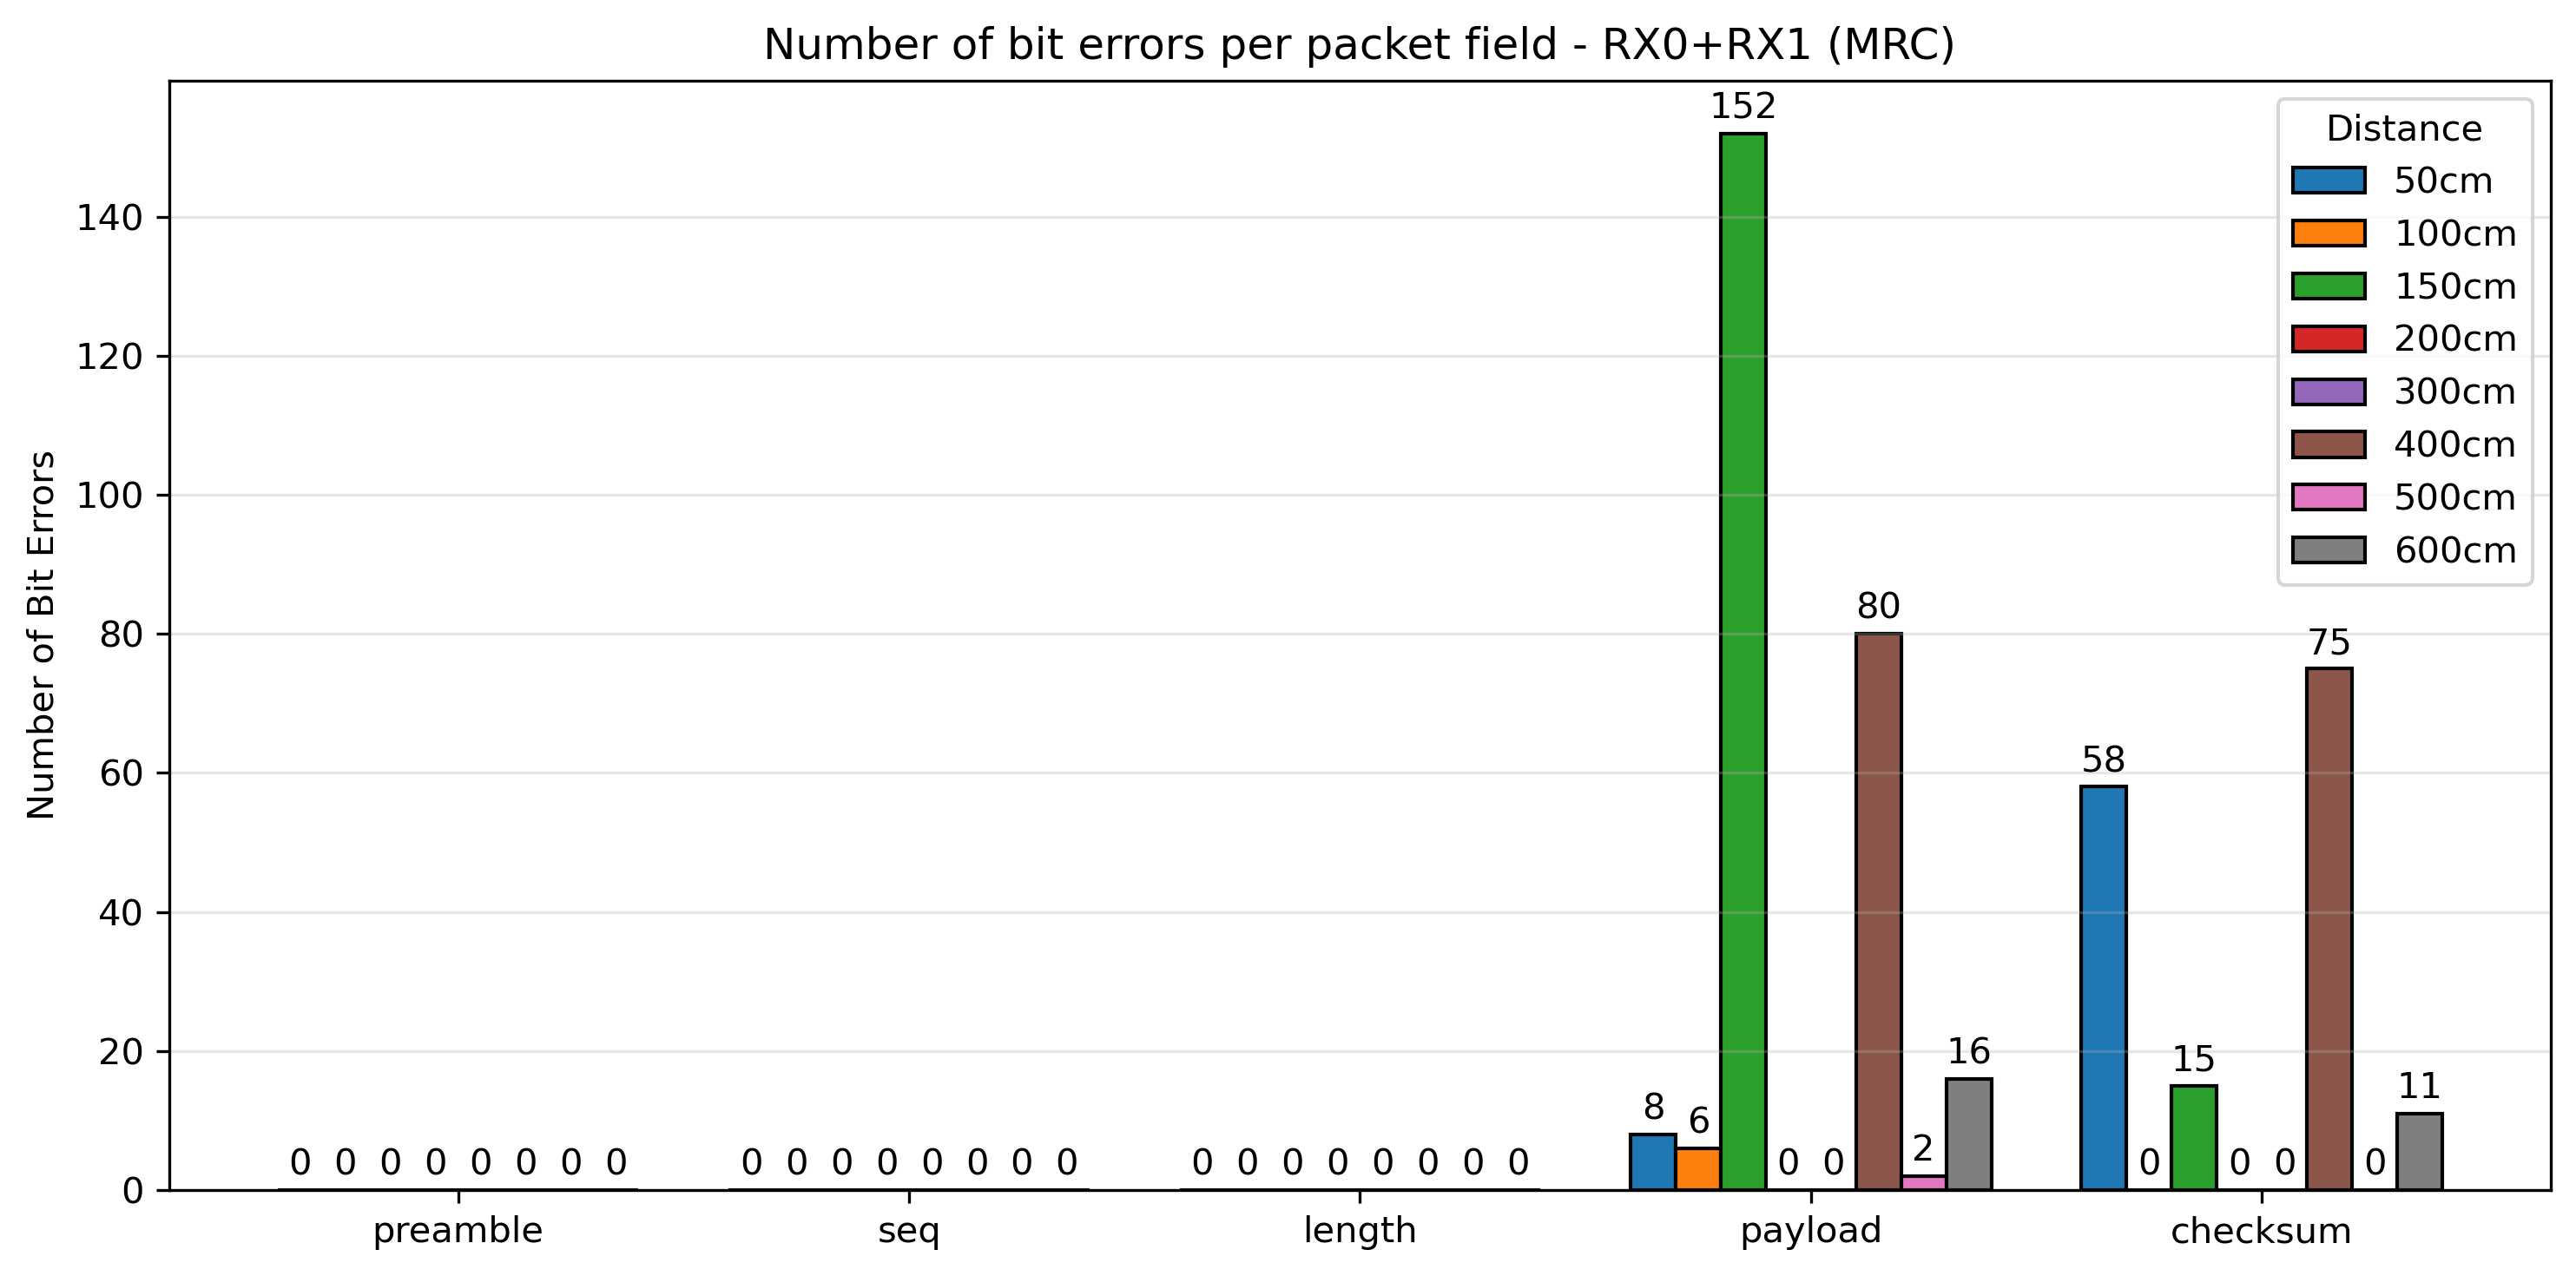 Number of bit errors per packet field - RX0+RX1 (MRC)
Number of Bit Errors
140
120
100
80
60
40
20
0
0 0 0 0 0 0 0 0
0 0 0 0 0 0 0 0
0 0 0 0 0 0 0 0
8 6 152 0 0 80 2 16
58 0 15 0 0 75 0 11
preamble seq length payload checksum
Distance
50cm
100cm
150cm
200cm
300cm
400cm
500cm
600cm